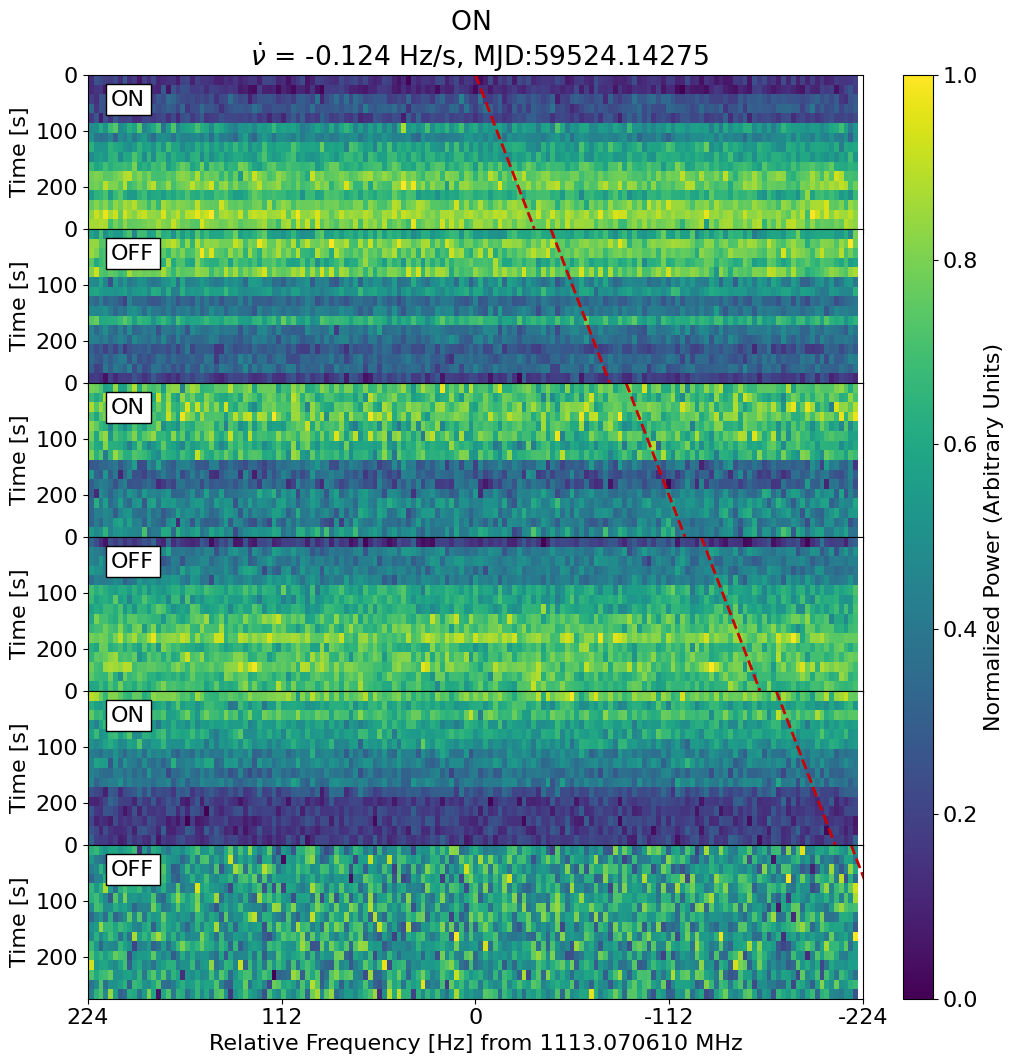 ON
ν̇ = -0.124 Hz/s, MJD:59524.14275
0
ON
100
Time [s]
200
0
OFF
100
Time [s]
200
0
ON
100
Time [s]
200
0
OFF
100
Time [s]
200
0
ON
100
Time [s]
200
0
OFF
100
Time [s]
200
224 112 0 -112 -224
Relative Frequency [Hz] from 1113.070610 MHz
1.0
0.8
0.6
0.4
0.2
0.0
Normalized Power (Arbitrary Units)